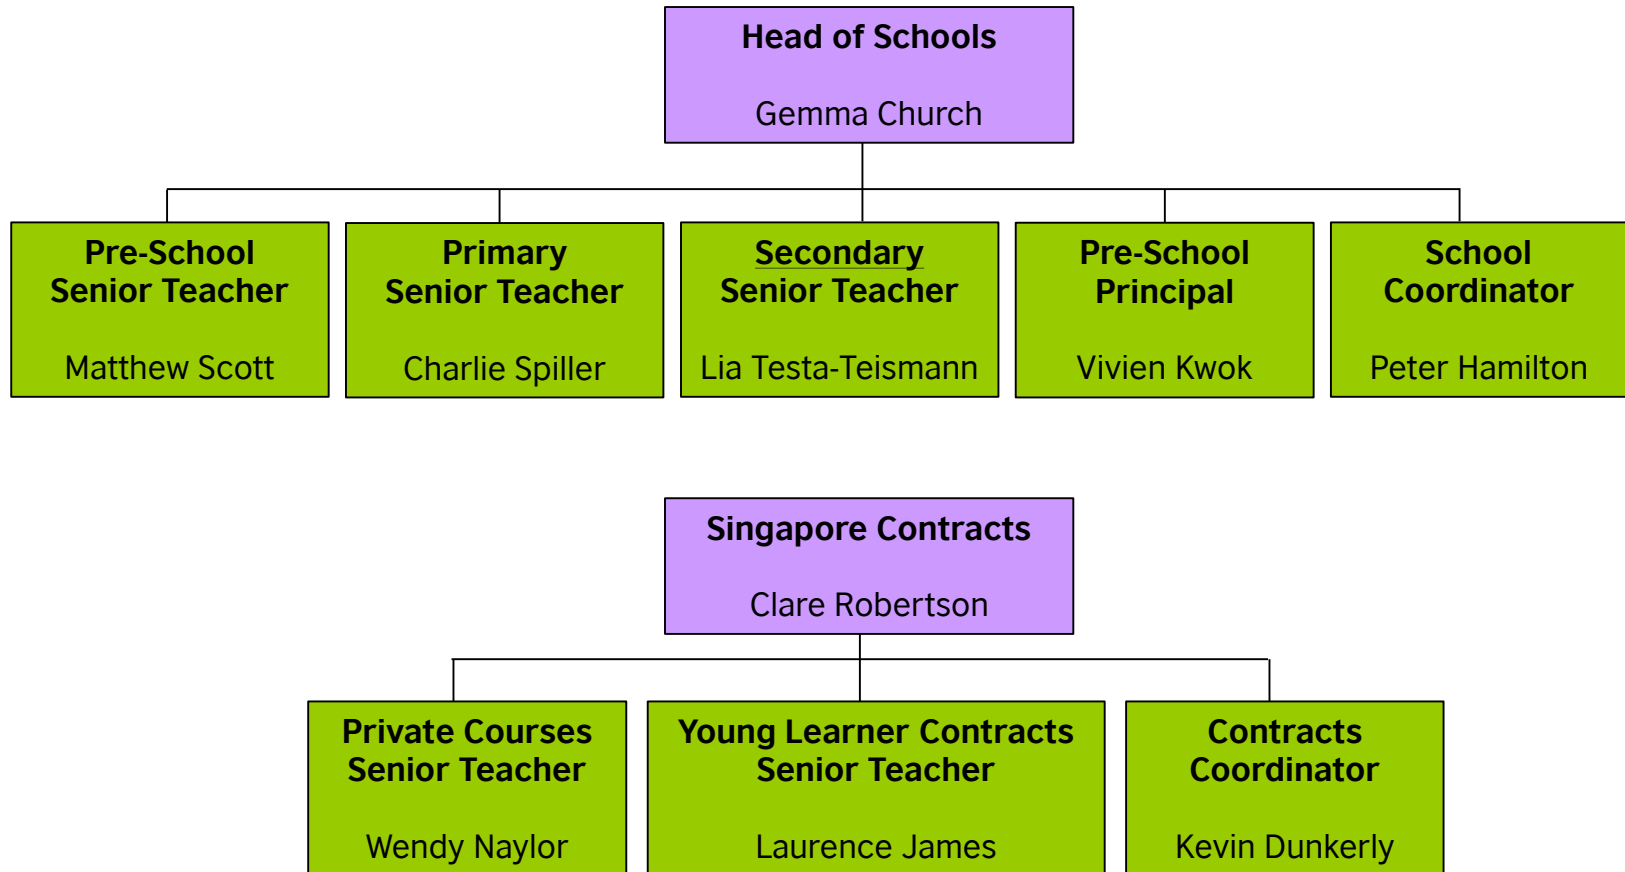 Head of Schools
Gemma Church
Pre-School
Senior Teacher
Matthew Scott
Primary
Senior Teacher
Charlie Spiller
Secondary
Senior Teacher
Lia Testa-Teismann
Pre-School
Principal
Vivien Kwok
School
Coordinator
Peter Hamilton
Singapore Contracts
Clare Robertson
Private Courses
Senior Teacher
Wendy Naylor
Young Learner Contracts
Senior Teacher
Laurence James
Contracts
Coordinator
Kevin Dunkerly